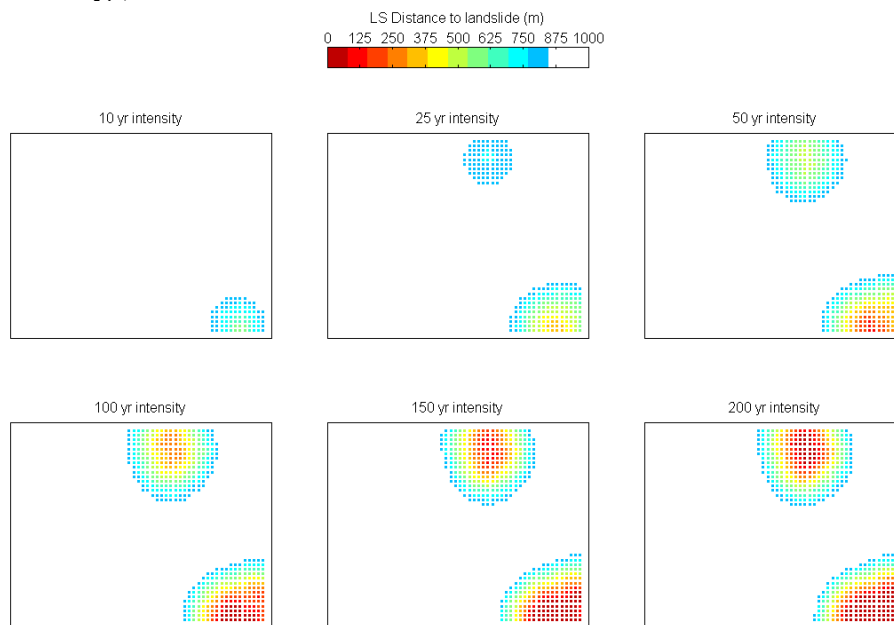 LS Distance to landslide (m)
0 125 250 375 500 625 750 875 1000
10 yr intensity 25 yr intensity 50 yr intensity
100 yr intensity 150 yr intensity 200 yr intensity